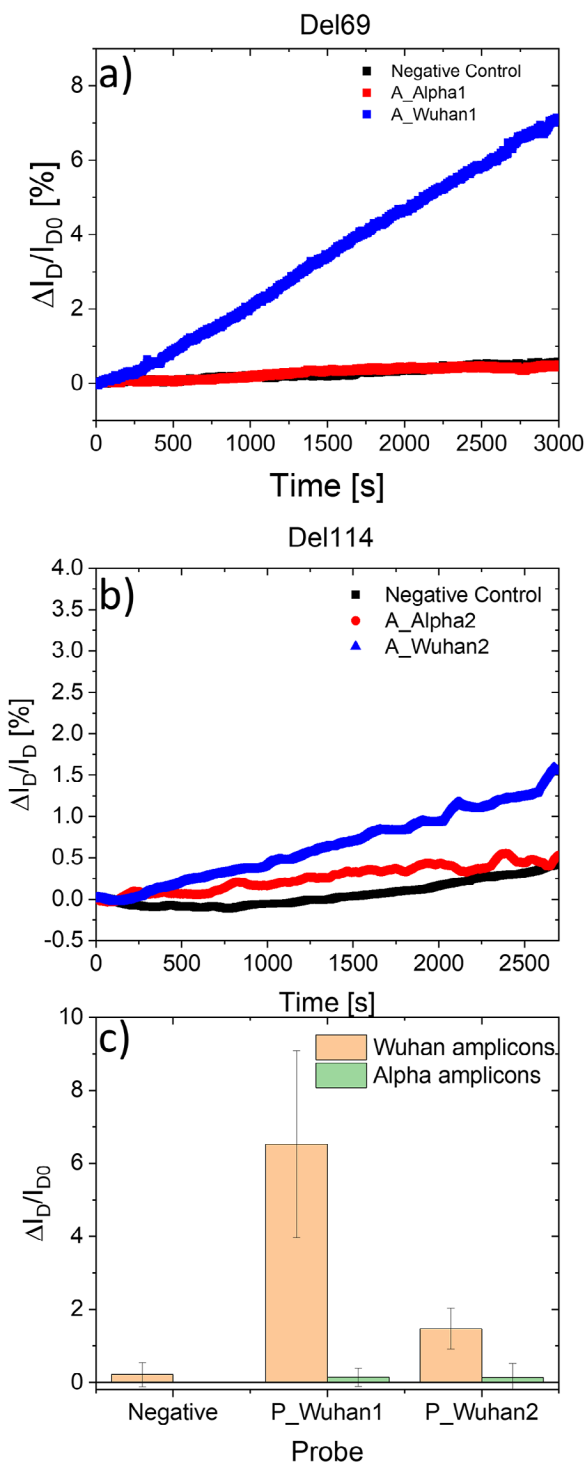 Del69
a)
Negative Control
A_Alpha1
A_Wuhan1
8
6
4
2
0
ΔI_D/I_D0 [%]
0 500 1000 1500 2000 2500 3000
Time [s]
Del114
b)
Negative Control
A_Alpha2
A_Wuhan2
4.0
3.5
3.0
2.5
2.0
1.5
1.0
0.5
0.0
-0.5
ΔI_D/I_D [%]
0 500 1000 1500 2000 2500
Time [s]
c)
Wuhan amplicons
Alpha amplicons
10
8
6
4
2
0
ΔI_D/I_D0
Negative P_Wuhan1 P_Wuhan2
Probe